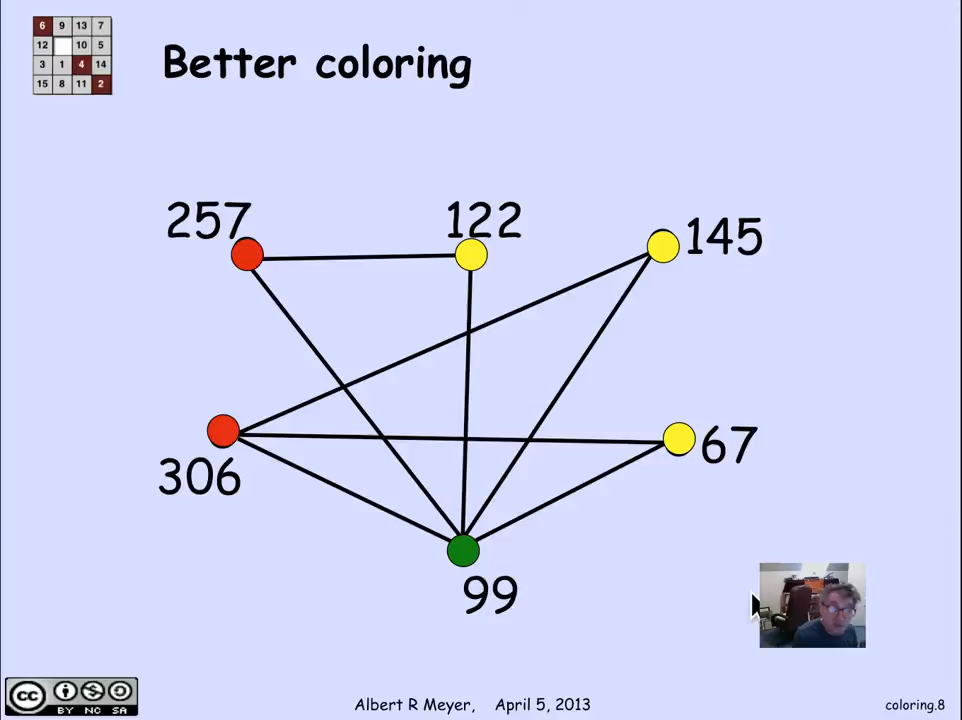 6 9 13 7
12 10 5
3 1 4 14
15 8 11 2
Better coloring
257
122
145
306
67
99
cc
BY NC SA
Albert R Meyer, April 5, 2013
coloring.8